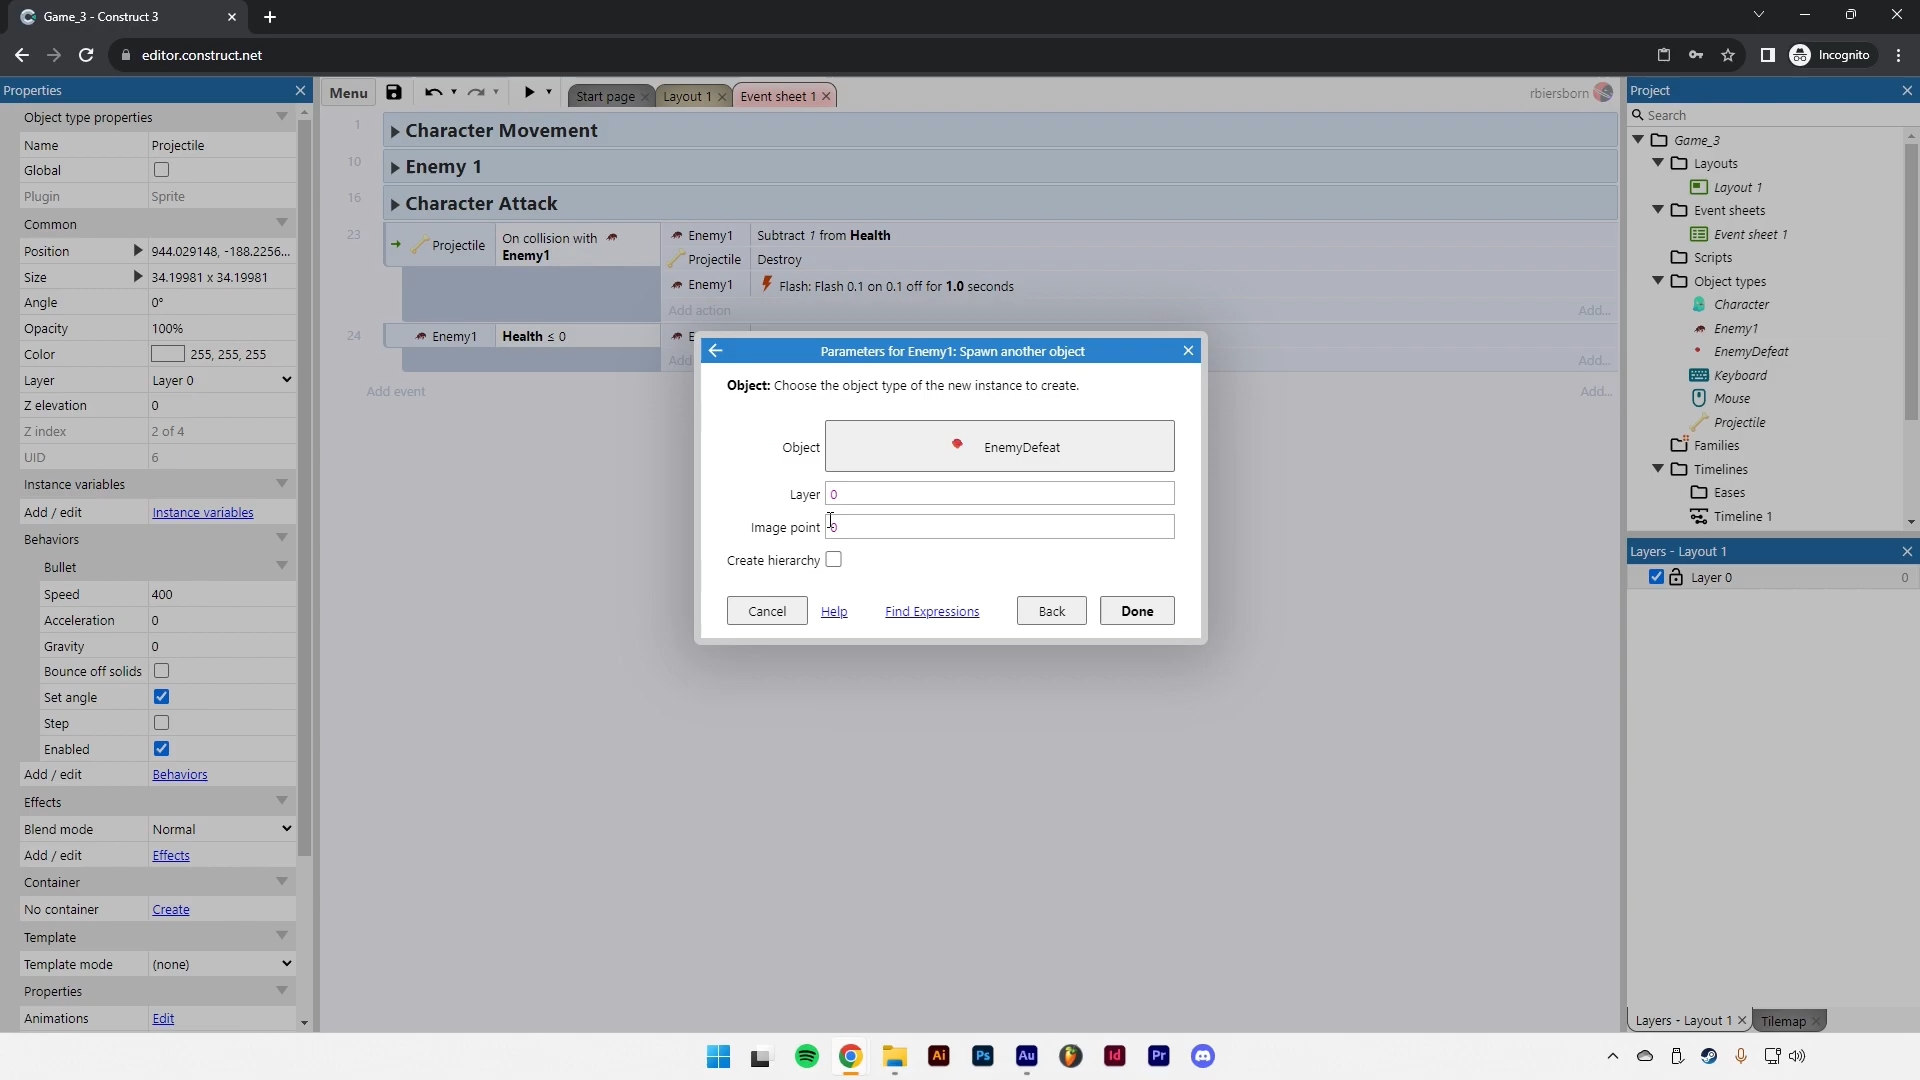 Game_3 - Construct 3
editor.construct.net
Incognito
Properties
Object type properties
Name Projectile
Global
Plugin Sprite
Common
Position 944.029148, -188.2256...
Size 34.19981 x 34.19981
Angle 0°
Opacity 100%
Color 255, 255, 255
Layer Layer 0
Z elevation 0
Z index 2 of 4
UID 6
Instance variables
Add / edit Instance variables
Behaviors
Bullet
Speed 400
Acceleration 0
Gravity 0
Bounce off solids
Set angle
Step
Enabled
Add / edit Behaviors
Effects
Blend mode Normal
Add / edit Effects
Container
No container Create
Template
Template mode (none)
Properties
Animations Edit
Menu
Start page
Layout 1
Event sheet 1
rbiersborn
1 Character Movement
10 Enemy 1
16 Character Attack
23 Projectile On collision with
Enemy1
Enemy1 Subtract 1 from Health
Projectile Destroy
Enemy1 Flash: Flash 0.1 on 0.1 off for 1.0 seconds
Add action Add...
24 Enemy1 Health ≤ 0 E
Add Add...
Add event Add...
Parameters for Enemy1: Spawn another object
Object: Choose the object type of the new instance to create.
Object EnemyDefeat
Layer 0
Image point 0
Create hierarchy
Cancel Help Find Expressions Back Done
Project
Search
Game_3
Layouts
Layout 1
Event sheets
Event sheet 1
Scripts
Object types
Character
Enemy1
EnemyDefeat
Keyboard
Mouse
Projectile
Families
Timelines
Eases
Timeline 1
Layers - Layout 1
Layer 0 0
Layers - Layout 1
Tilemap
Ai
Ps
Au
Id
Pr